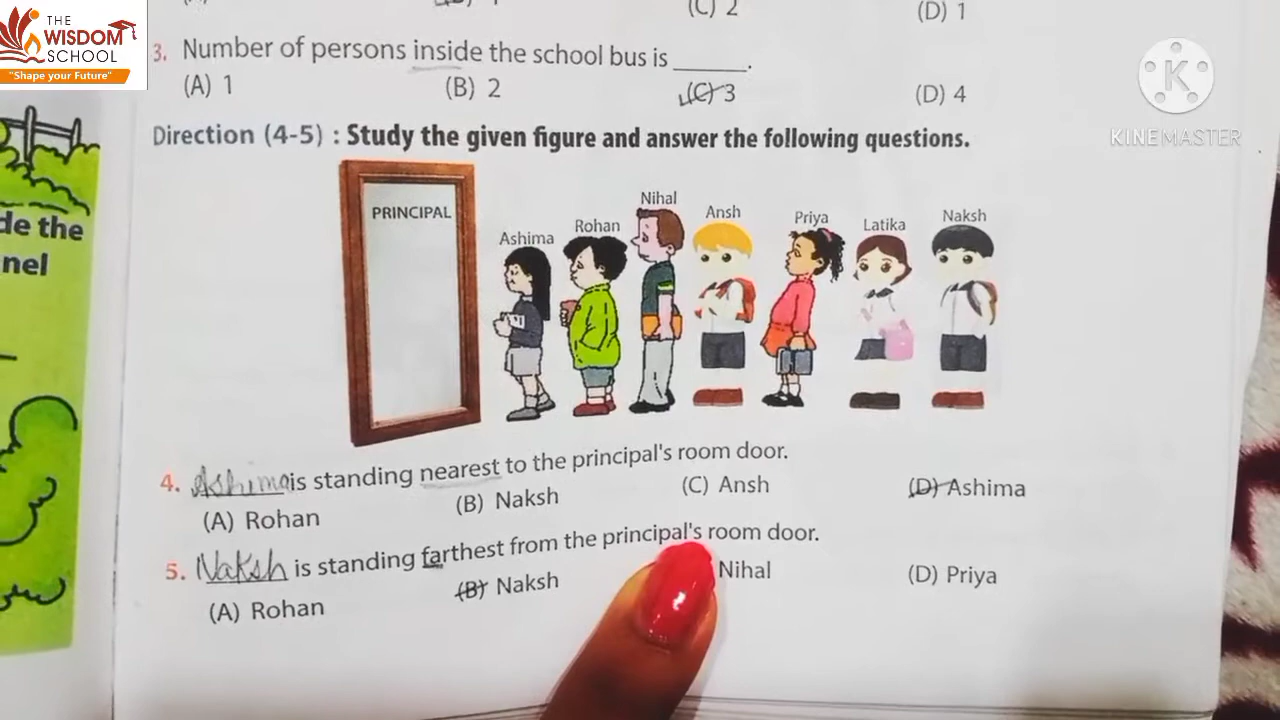 THE
WISDOM
SCHOOL
"Shape your Future"
(C) 2
(D) 1
3. Number of persons inside the school bus is ______.
(A) 1 (B) 2 (C) 3 (D) 4
KINEMASTER
Direction (4-5) : Study the given figure and answer the following questions.
de the
nel
PRINCIPAL
Ashima Rohan Nihal Ansh Priya Latika Naksh
4. Ashima is standing nearest to the principal's room door.
(A) Rohan (B) Naksh (C) Ansh (D) Ashima
5. Naksh is standing farthest from the principal's room door.
(A) Rohan (B) Naksh Nihal (D) Priya